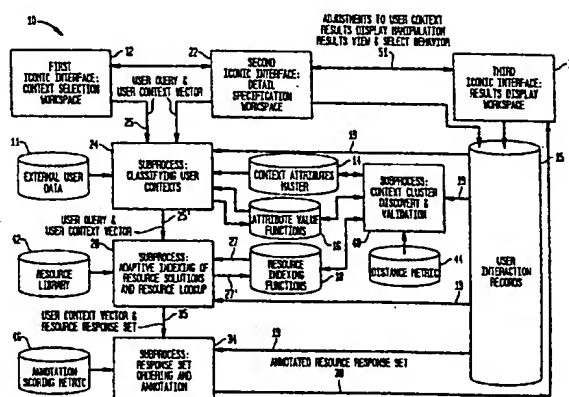 ADJUSTMENTS TO USER CONTEXT
RESULTS DISPLAY MANIPULATION
RESULTS VIEW & SELECT BEHAVIOR
51
10
12
22
FIRST
ICONIC INTERFACE:
CONTEXT SELECTION
WORKSPACE
SECOND
ICONIC INTERFACE:
DETAIL
SPECIFICATION
WORKSPACE
THIRD
ICONIC INTERFACE:
RESULTS DISPLAY
WORKSPACE
USER QUERY &
USER CONTEXT
VECTOR
25
11
24
19
15
EXTERNAL USER
DATA
SUBPROCESS:
CLASSIFYING USER
CONTEXTS
CONTEXT ATTRIBUTES
MASTER
14
SUBPROCESS:
CONTEXT CLUSTER
DISCOVERY &
VALIDATION
40
19
ATTRIBUTE VALUE
FUNCTIONS
16
USER QUERY &
USER CONTEXT VECTOR
25'
42
26
RESOURCE
LIBRARY
SUBPROCESS:
ADAPTIVE INDEXING OF
RESOURCE SOLUTIONS
AND RESOURCE LOOKUP
27
27'
RESOURCE
INDEXING
FUNCTIONS
18
DISTANCE METRIC
44
USER
INTERACTION
RECORDS
19
USER CONTEXT VECTOR &
RESOURCE RESPONSE SET
35
34
19
ANNOTATION
SCORING METRIC
SUBPROCESS:
RESPONSE SET
ORDERING AND
ANNOTATION
ANNOTATED RESOURCE RESPONSE SET